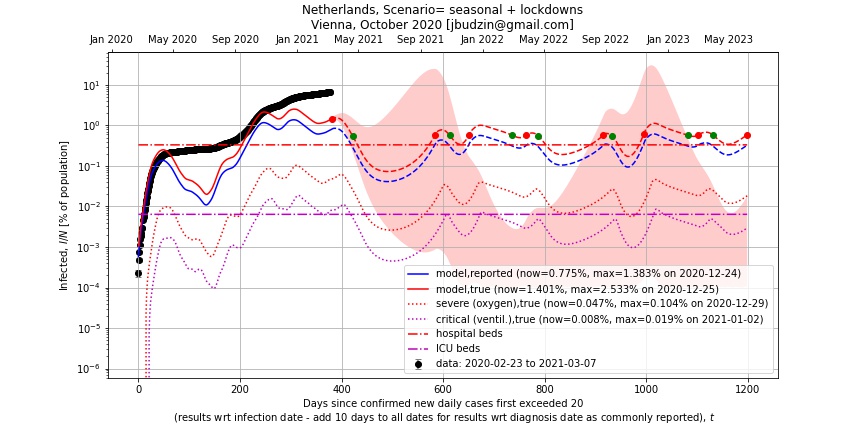 Netherlands, Scenario= seasonal + lockdowns
Vienna, October 2020 [jbudzin@gmail.com]
Jan 2020 May 2020 Sep 2020 Jan 2021 May 2021 Sep 2021 Jan 2022 May 2022 Sep 2022 Jan 2023 May 2023
Infected, I/N [% of population]
10¹
10⁰
10⁻¹
10⁻²
10⁻³
10⁻⁴
10⁻⁵
10⁻⁶
model,reported (now=0.775%, max=1.383% on 2020-12-24)
model,true (now=1.401%, max=2.533% on 2020-12-25)
severe (oxygen),true (now=0.047%, max=0.104% on 2020-12-29)
critical (ventil.),true (now=0.008%, max=0.019% on 2021-01-02)
hospital beds
ICU beds
data: 2020-02-23 to 2021-03-07
0 200 400 600 800 1000 1200
Days since confirmed new daily cases first exceeded 20
(results wrt infection date - add 10 days to all dates for results wrt diagnosis date as commonly reported), t